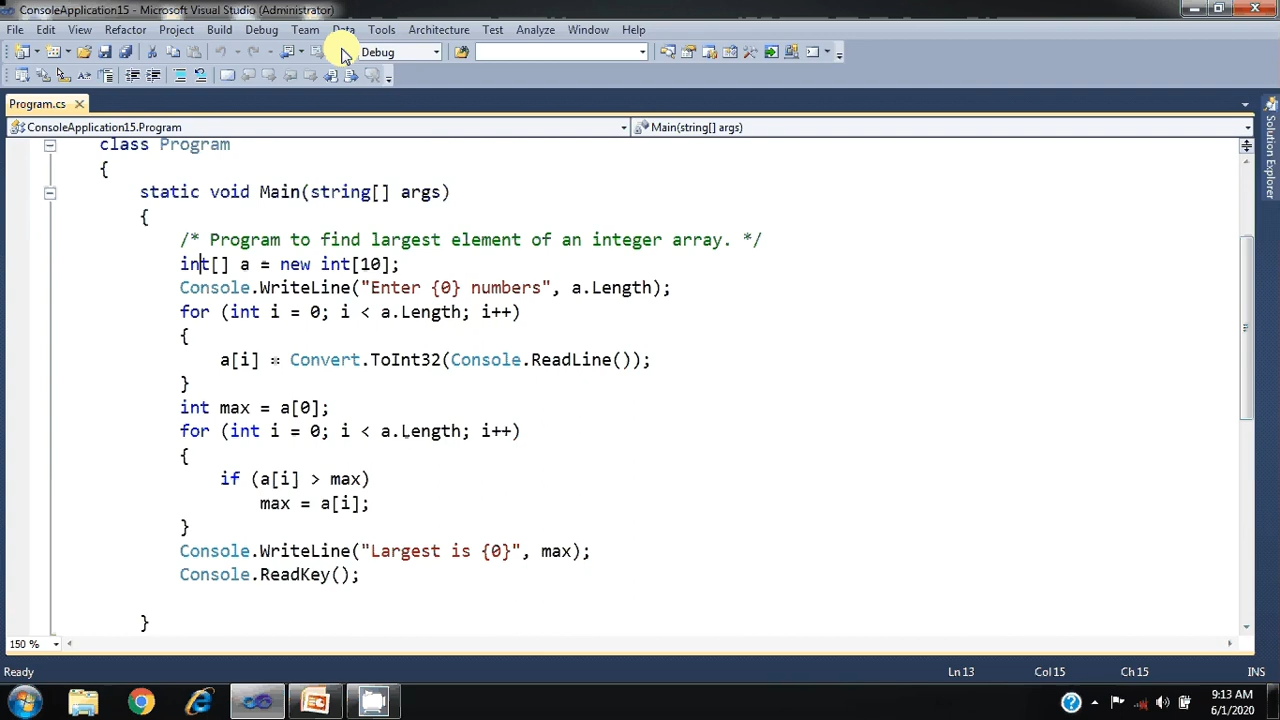 ConsoleApplication15 - Microsoft Visual Studio (Administrator)
File Edit View Refactor Project Build Debug Team Data Tools Architecture Test Analyze Window Help
Debug
Program.cs
ConsoleApplication15.Program Main(string[] args)
class Program
{
static void Main(string[] args)
{
/* Program to find largest element of an integer array. */
int[] a = new int[10];
Console.WriteLine("Enter {0} numbers", a.Length);
for (int i = 0; i < a.Length; i++)
{
a[i] = Convert.ToInt32(Console.ReadLine());
}
int max = a[0];
for (int i = 0; i < a.Length; i++)
{
if (a[i] > max)
max = a[i];
}
Console.WriteLine("Largest is {0}", max);
Console.ReadKey();
}
Solution Explorer
150 %
Ready Ln 13 Col 15 Ch 15 INS
9:13 AM
6/1/2020